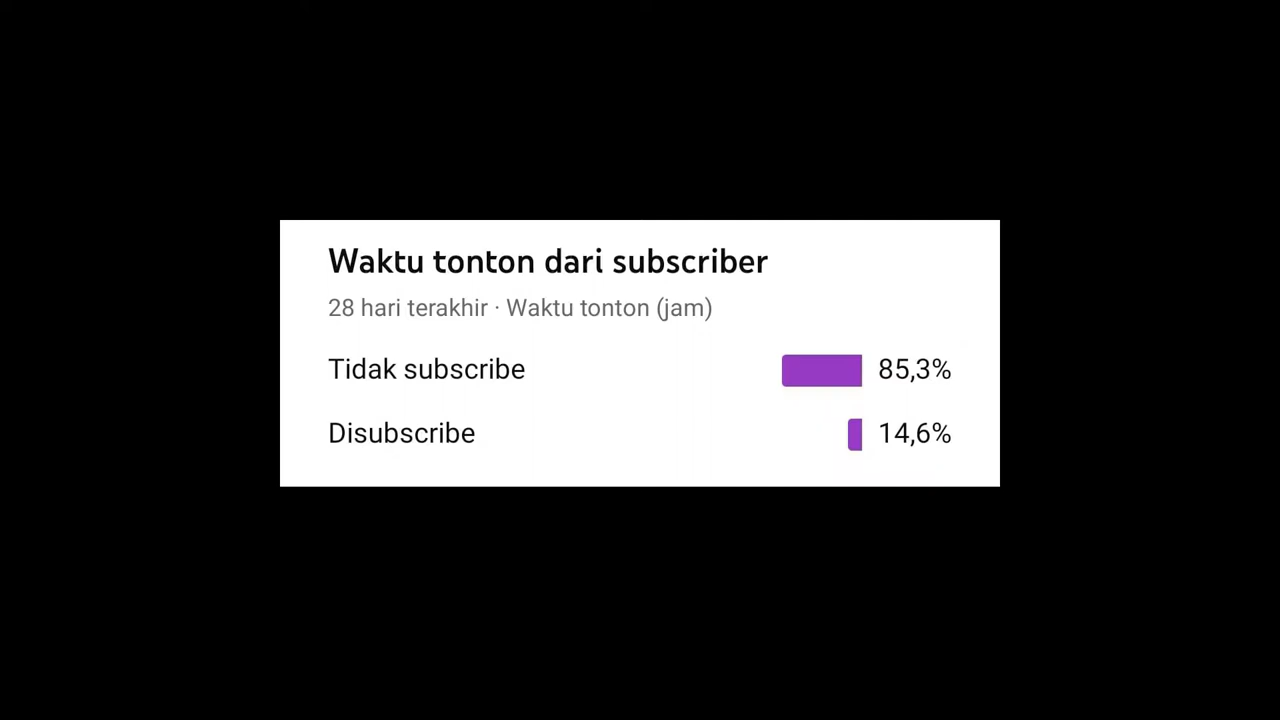 Waktu tonton dari subscriber
28 hari terakhir · Waktu tonton (jam)
Tidak subscribe 85,3%
Disubscribe 14,6%